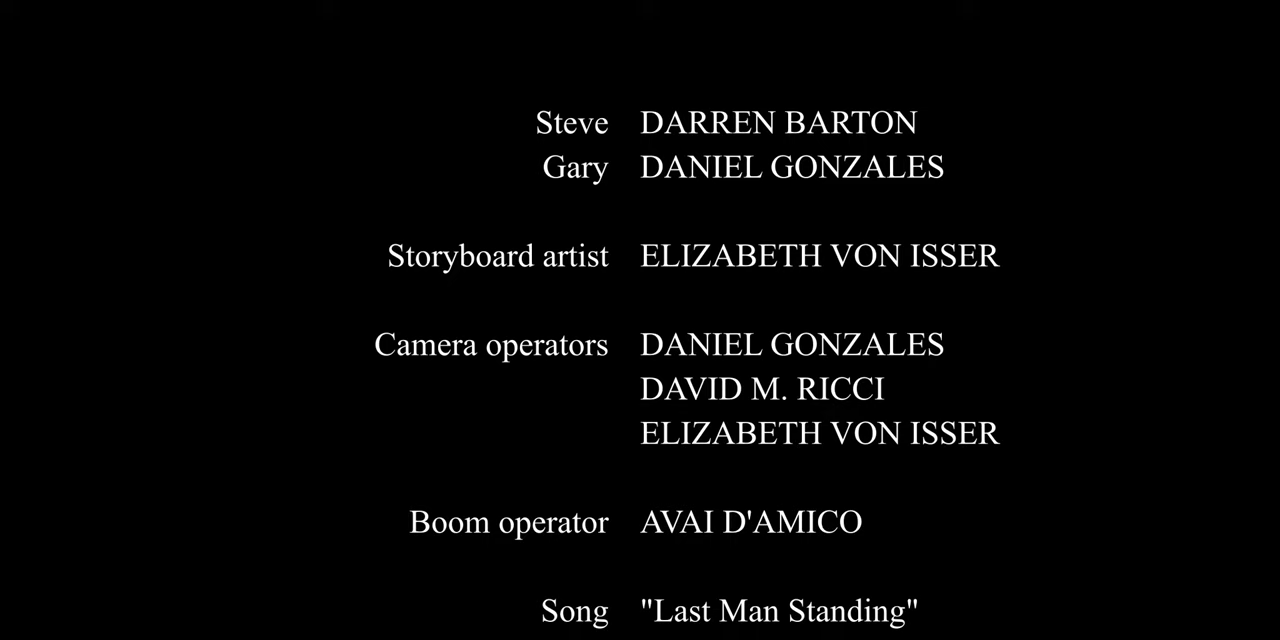 Steve DARREN BARTON
Gary DANIEL GONZALES
Storyboard artist ELIZABETH VON ISSER
Camera operators DANIEL GONZALES
DAVID M. RICCI
ELIZABETH VON ISSER
Boom operator AVAI D'AMICO
Song "Last Man Standing"